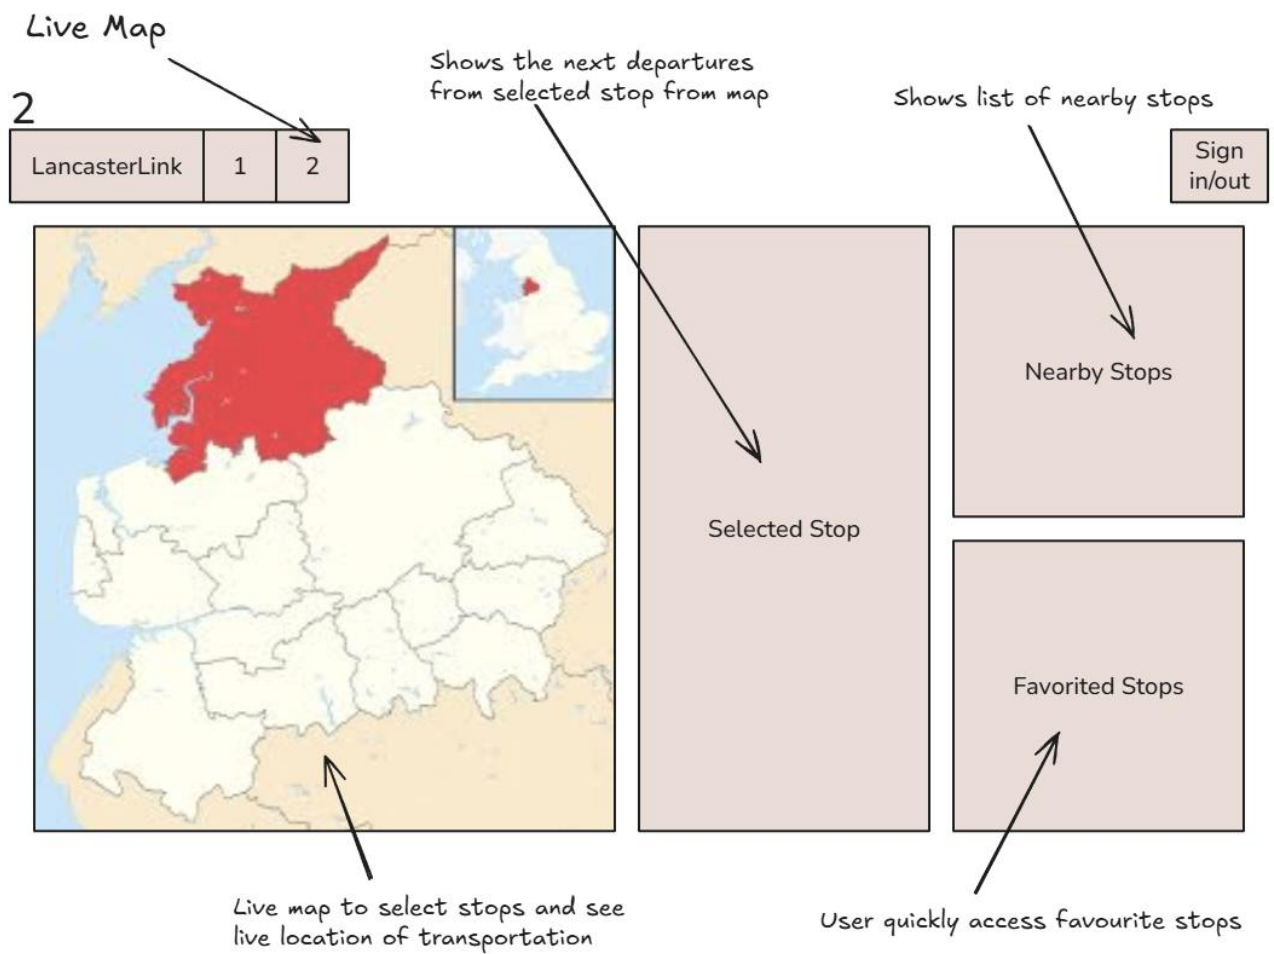 Live Map
Shows the next departures
from selected stop from map
Shows list of nearby stops
2
LancasterLink
1
2
Sign
in/out
Nearby Stops
Selected Stop
Favorited Stops
Live map to select stops and see
live location of transportation
User quickly access favourite stops